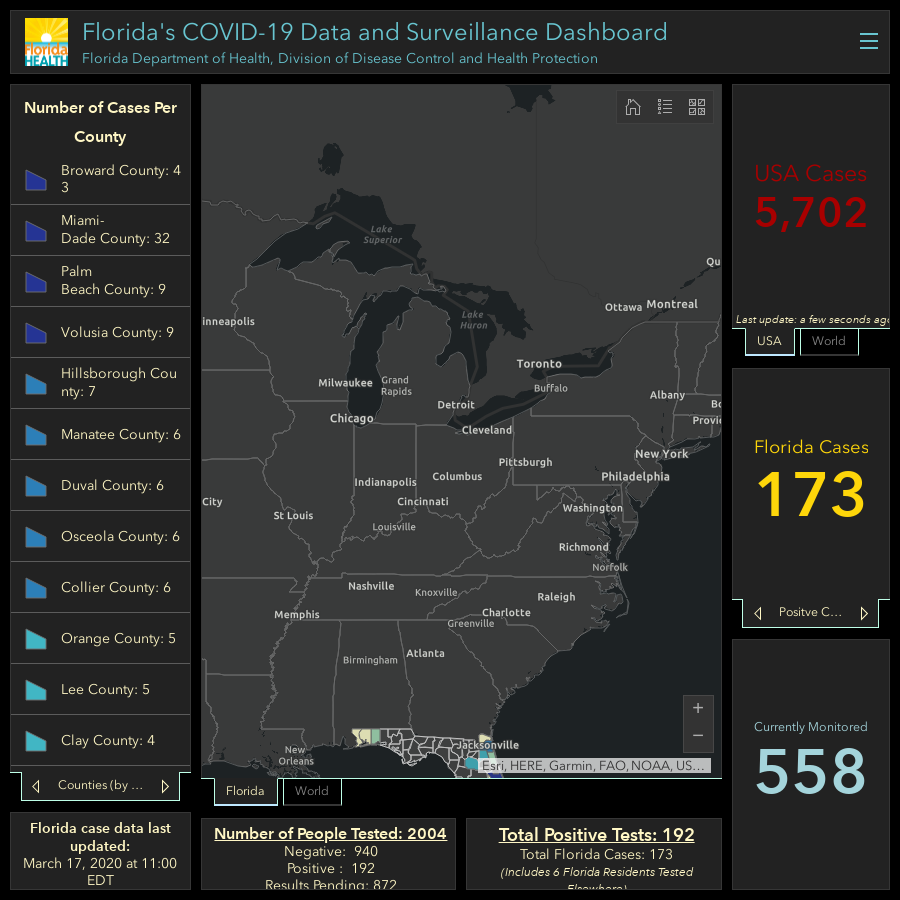 Florida HEALTH
Florida's COVID-19 Data and Surveillance Dashboard
Florida Department of Health, Division of Disease Control and Health Protection
Number of Cases Per
County
Broward County: 4
3
Miami-
Dade County: 32
Palm
Beach County: 9
Volusia County: 9
Hillsborough Cou
nty: 7
Manatee County: 6
Duval County: 6
Osceola County: 6
Collier County: 6
Orange County: 5
Lee County: 5
Clay County: 4
Counties (by ...
Florida case data last
updated:
March 17, 2020 at 11:00
EDT
Lake
Superior
Lake
Huron
Qu
Ottawa
Montreal
inneapolis
Toronto
Milwaukee
Grand
Rapids
Buffalo
Albany
Detroit
Bo
Chicago
Cleveland
Provid
New York
Pittsburgh
Indianapolis
Columbus
Philadelphia
City
Cincinnati
St Louis
Washington
Louisville
Richmond
Norfolk
Nashville
Knoxville
Raleigh
Memphis
Charlotte
Greenville
Birmingham
Atlanta
New
Orleans
Jacksonville
+
−
Esri, HERE, Garmin, FAO, NOAA, US...
Florida
World
Number of People Tested: 2004
Negative: 940
Positive : 192
Results Pending: 872
Total Positive Tests: 192
Total Florida Cases: 173
(Includes 6 Florida Residents Tested
Elsewhere)
USA Cases
5,702
Last update: a few seconds ago
USA
World
Florida Cases
173
Positve C...
Currently Monitored
558